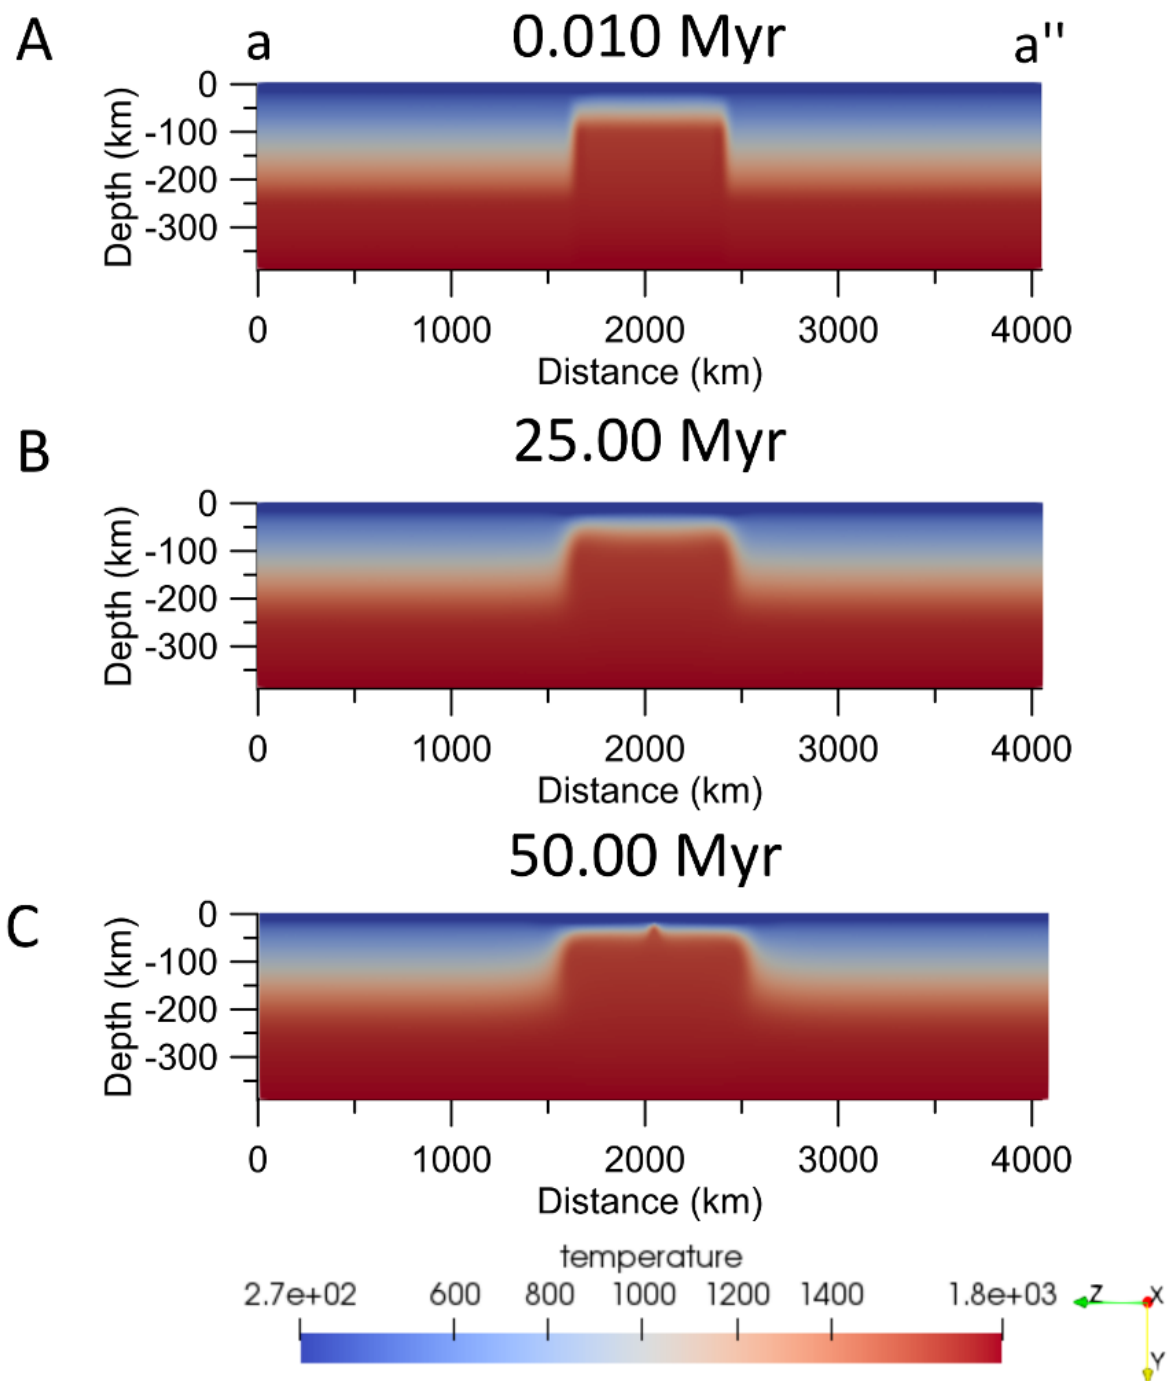 A a 0.010 Myr a''
0
-100
-200
-300
Depth (km)
0 1000 2000 3000 4000
Distance (km)
B 25.00 Myr
0
-100
-200
-300
Depth (km)
0 1000 2000 3000 4000
Distance (km)
50.00 Myr
C
0
-100
-200
-300
Depth (km)
0 1000 2000 3000 4000
Distance (km)
temperature
2.7e+02 600 800 1000 1200 1400 1.8e+03
Z X
Y